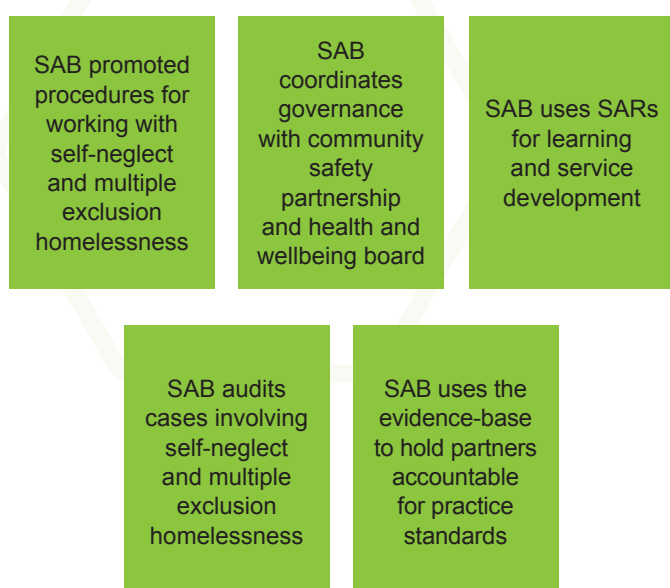 SAB promoted
procedures for
working with
self-neglect
and multiple
exclusion
homelessness
SAB
coordinates
governance
with community
safety
partnership
and health and
wellbeing board
SAB uses SARs
for learning
and service
development
SAB audits
cases involving
self-neglect
and multiple
exclusion
homelessness
SAB uses the
evidence-base
to hold partners
accountable
for practice
standards